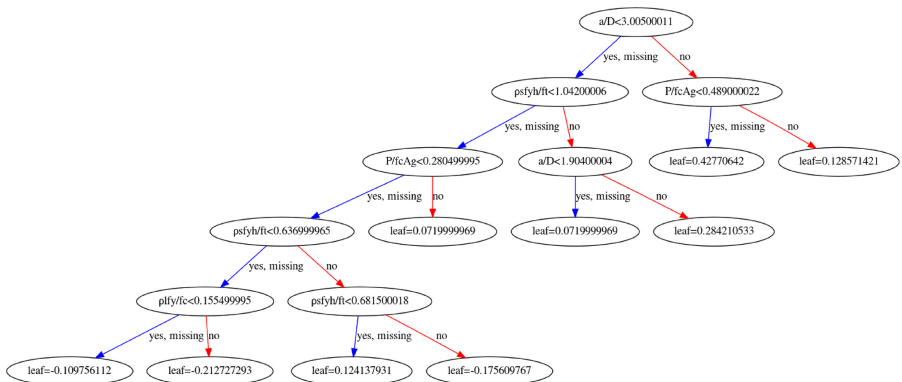 a/D<3.00500011
yes, missing
no
ρsfyh/ft<1.04200006
P/fcAg<0.489000022
yes, missing
no
yes, missing
no
P/fcAg<0.280499995
a/D<1.90400004
leaf=0.42770642
leaf=0.128571421
yes, missing
no
yes, missing
no
ρsfyh/ft<0.636999965
leaf=0.0719999969
leaf=0.0719999969
leaf=0.284210533
yes, missing
no
ρlfy/fc<0.155499995
ρsfyh/ft<0.681500018
yes, missing
no
yes, missing
no
leaf=-0.109756112
leaf=-0.212727293
leaf=0.124137931
leaf=-0.175609767